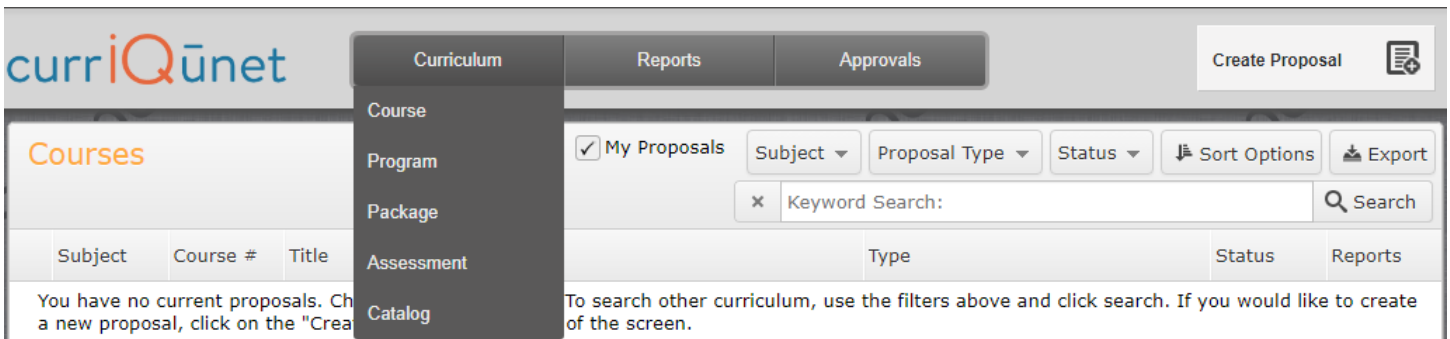 currIQūnet
Curriculum
Reports
Approvals
Create Proposal
Course
Program
Package
Assessment
Catalog
Courses
My Proposals
Subject
Proposal Type
Status
Sort Options
Export
Keyword Search:
Search
Subject Course # Title Type Status Reports
You have no current proposals. Ch To search other curriculum, use the filters above and click search. If you would like to create
a new proposal, click on the "Crea of the screen.